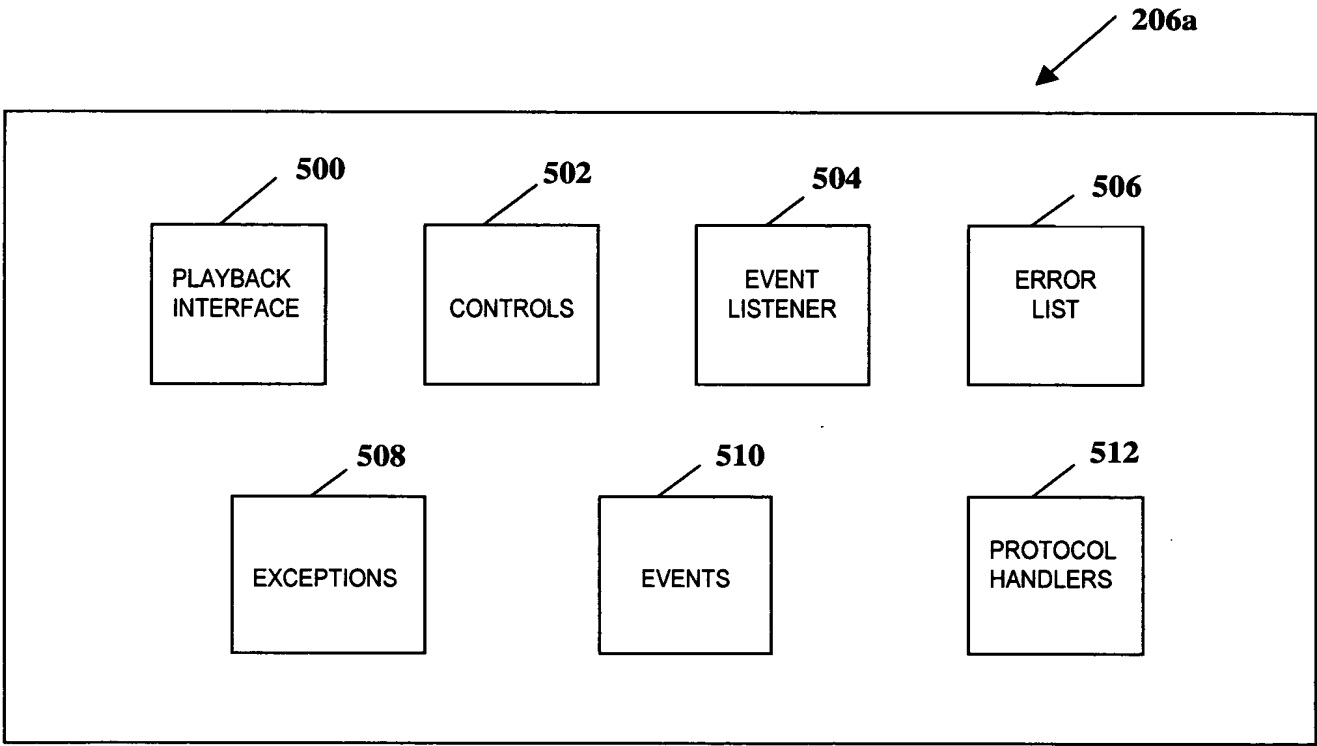 206a
500
502
504
506
PLAYBACK
INTERFACE
CONTROLS
EVENT
LISTENER
ERROR
LIST
508
510
512
EXCEPTIONS
EVENTS
PROTOCOL
HANDLERS